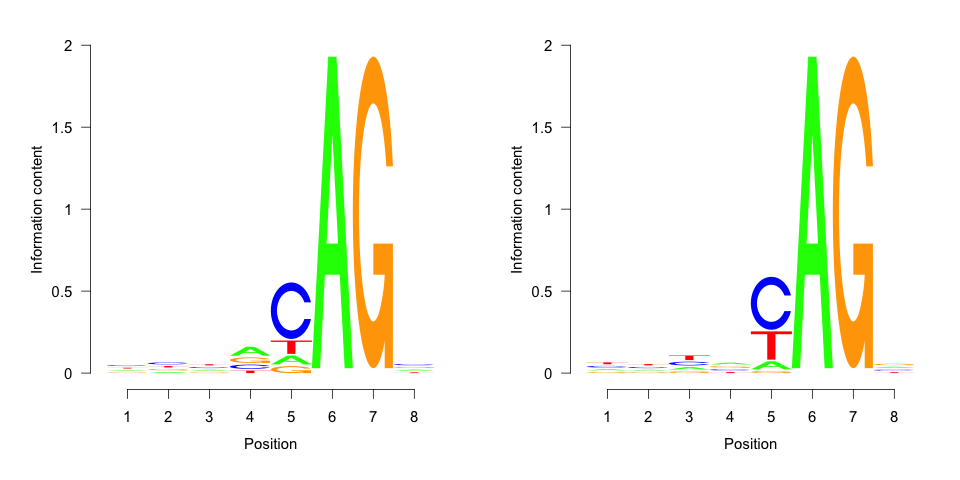 2
1.5
1
0.5
0
Information content
C
T
A
G
A
G
A
G
C
T
1 2 3 4 5 6 7 8
Position
2
1.5
1
0.5
0
Information content
C
T
A
G
A
G
T
1 2 3 4 5 6 7 8
Position